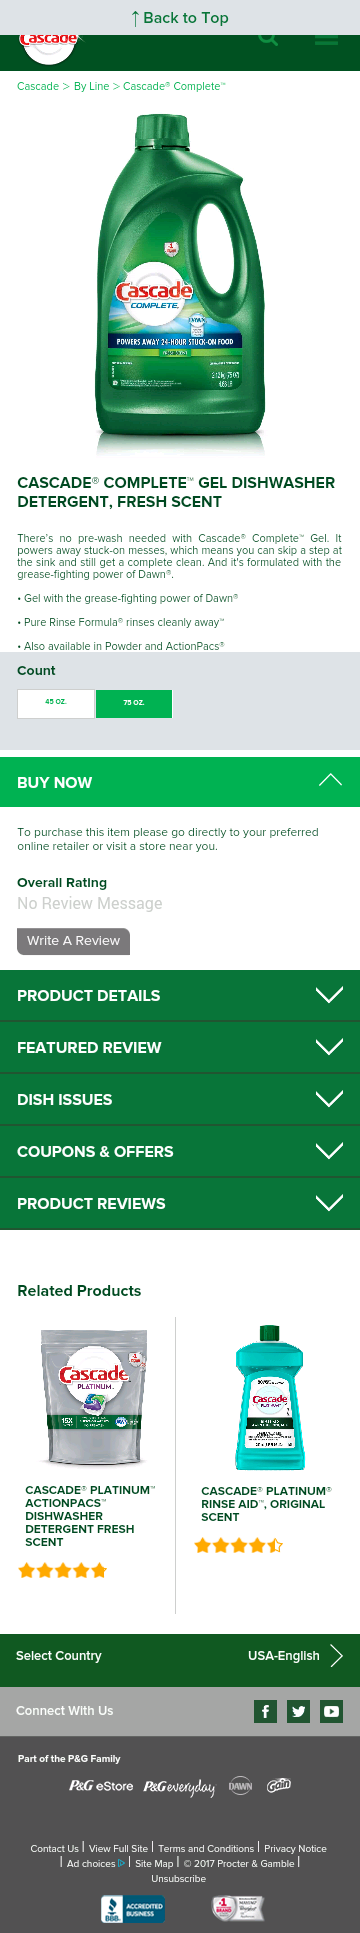 ↑ Back to Top
Cascade
Cascade > By Line > Cascade® Complete™
Cascade
COMPLETE
DAWN
POWERS AWAY 24-HOUR STUCK-ON FOOD
CASCADE® COMPLETE™ GEL DISHWASHER
DETERGENT, FRESH SCENT
There's no pre-wash needed with Cascade® Complete™ Gel. It
powers away stuck-on messes, which means you can skip a step at
the sink and still get a complete clean. And it's formulated with the
grease-fighting power of Dawn®.
• Gel with the grease-fighting power of Dawn®
• Pure Rinse Formula® rinses cleanly away™
• Also available in Powder and ActionPacs®
Count
45 OZ. 75 OZ.
BUY NOW
To purchase this item please go directly to your preferred
online retailer or visit a store near you.
Overall Rating
No Review Message
Write A Review
PRODUCT DETAILS
FEATURED REVIEW
DISH ISSUES
COUPONS & OFFERS
PRODUCT REVIEWS
Related Products
Cascade
PLATINUM
Cascade
CASCADE® PLATINUM™
ACTIONPACS™
DISHWASHER
DETERGENT FRESH
SCENT
CASCADE® PLATINUM®
RINSE AID™, ORIGINAL
SCENT
Select Country USA-English
Connect With Us
Part of the P&G Family
P&G eStore P&G everyday DAWN Gain
Contact Us | View Full Site | Terms and Conditions | Privacy Notice
| Ad choices | Site Map | © 2017 Procter & Gamble |
Unsubscribe
BBB ACCREDITED
BUSINESS